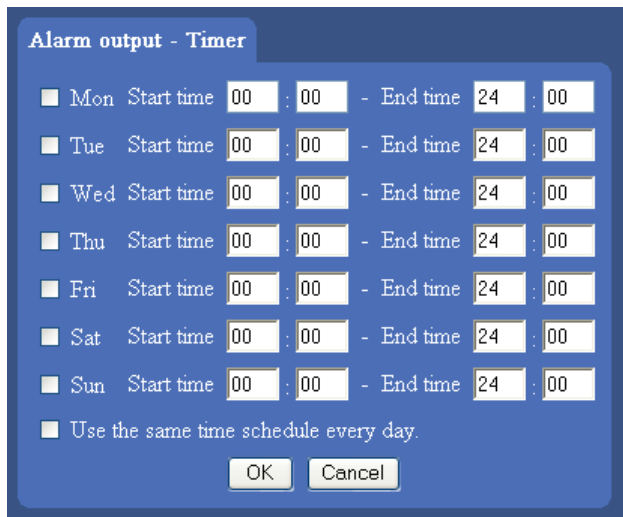 Alarm output - Timer
Mon Start time 00 : 00 - End time 24 : 00
Tue Start time 00 : 00 - End time 24 : 00
Wed Start time 00 : 00 - End time 24 : 00
Thu Start time 00 : 00 - End time 24 : 00
Fri Start time 00 : 00 - End time 24 : 00
Sat Start time 00 : 00 - End time 24 : 00
Sun Start time 00 : 00 - End time 24 : 00
Use the same time schedule every day.
OK Cancel